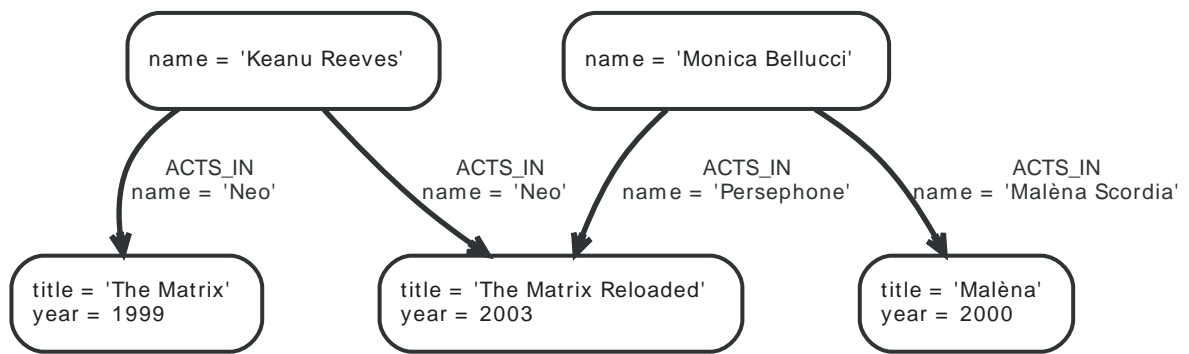 name = 'Keanu Reeves'
name = 'Monica Bellucci'
ACTS_IN
name = 'Neo'
ACTS_IN
name = 'Neo'
ACTS_IN
name = 'Persephone'
ACTS_IN
name = 'Malèna Scordia'
title = 'The Matrix'
year = 1999
title = 'The Matrix Reloaded'
year = 2003
title = 'Malèna'
year = 2000